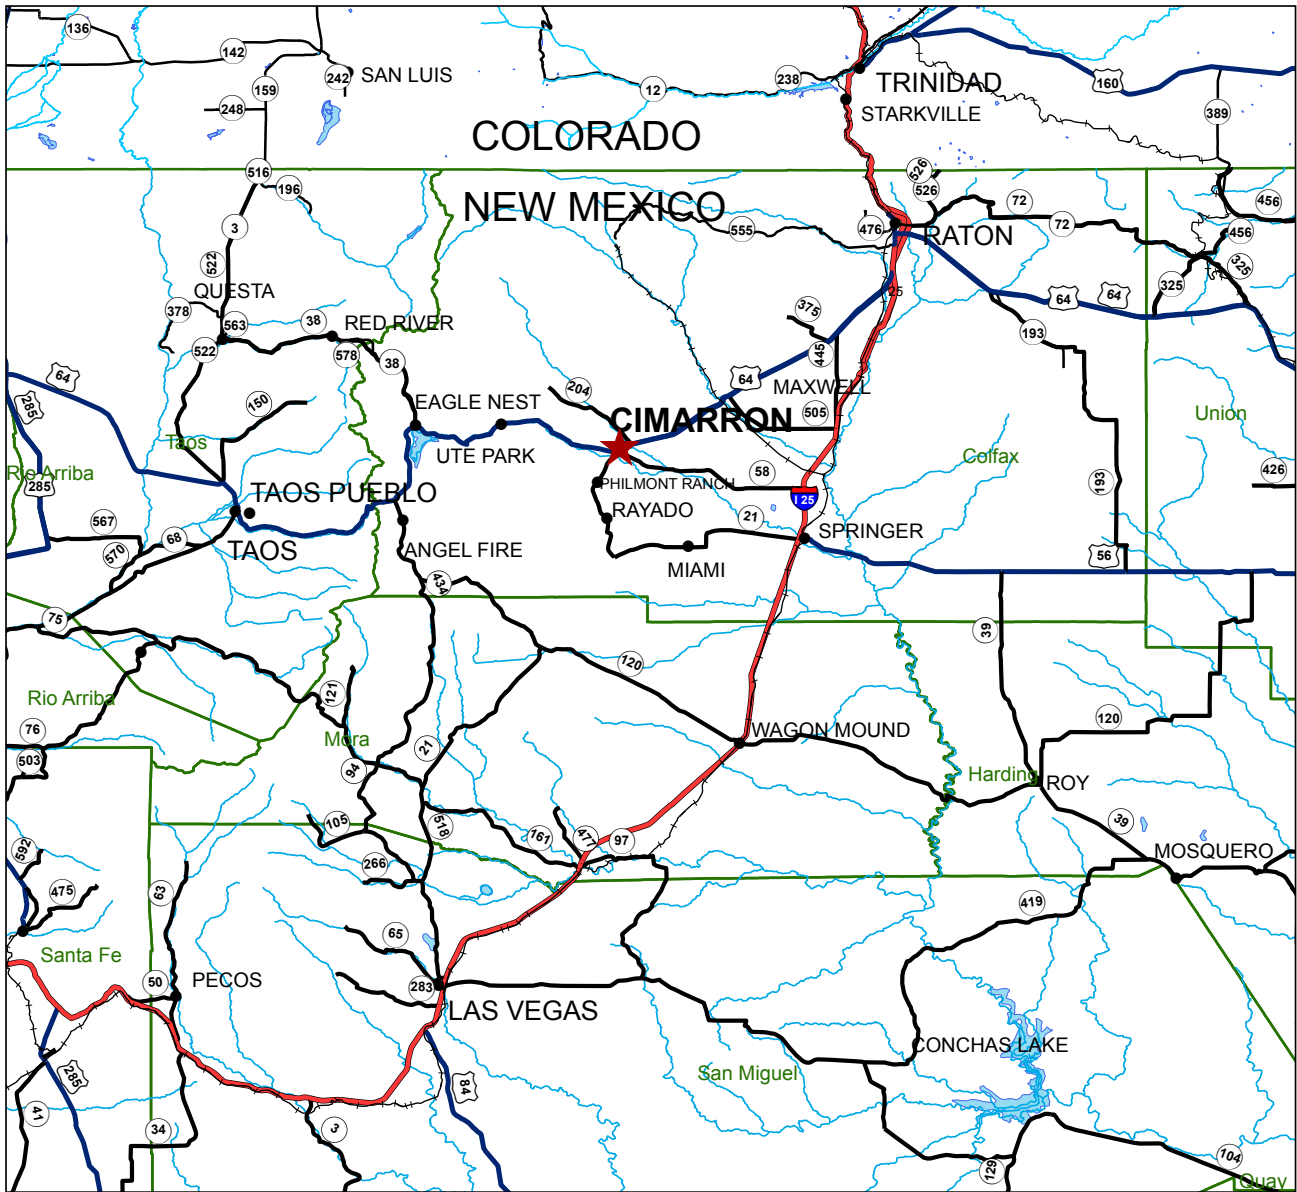 136
142
242
SAN LUIS
159
248
12
238
TRINIDAD
STARKVILLE
160
389
COLORADO
516
196
NEW MEXICO
526
526
72
72
456
456
3
555
476
RATON
522
325
325
QUESTA
25
64
64
378
563
38
RED RIVER
375
193
522
578
38
445
64
285
64
204
MAXWELL
150
EAGLE NEST
CIMARRON
505
Union
Taos
UTE PARK
Colfax
Rio Arriba
285
58
426
193
TAOS PUEBLO
PHILMONT RANCH
I 25
567
RAYADO
21
SPRINGER
68
570
TAOS
ANGEL FIRE
MIAMI
56
434
75
39
120
Rio Arriba
121
120
76
WAGON MOUND
503
Mora
21
94
Harding
ROY
105
518
161
477
97
39
592
266
MOSQUERO
475
63
419
65
Santa Fe
50
PECOS
283
LAS VEGAS
CONCHAS LAKE
285
84
San Miguel
41
34
3
129
104
Quay